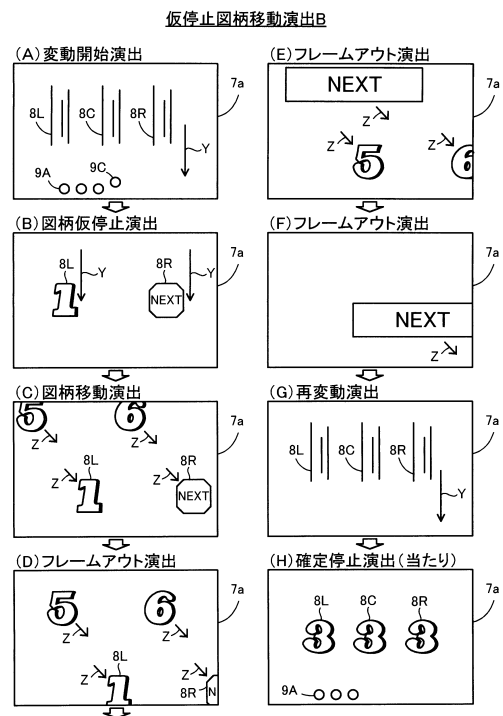 仮停止図柄移動演出B
(A)変動開始演出
7a
8L
8C
8R
Y
9A
9C
(B)図柄仮停止演出
7a
8L
8R
Y
Y
1
NEXT
(C)図柄移動演出
7a
5
6
Z
Z
8L
8R
Z
Z
1
NEXT
(D)フレームアウト演出
7a
5
6
Z
Z
8L
Z
Z
1
8R
N
(E)フレームアウト演出
7a
NEXT
Z
Z
Z
5
6
(F)フレームアウト演出
7a
NEXT
Z
(G)再変動演出
7a
8L
8C
8R
Y
(H)確定停止演出(当たり)
7a
8L
8C
8R
3
3
3
9A